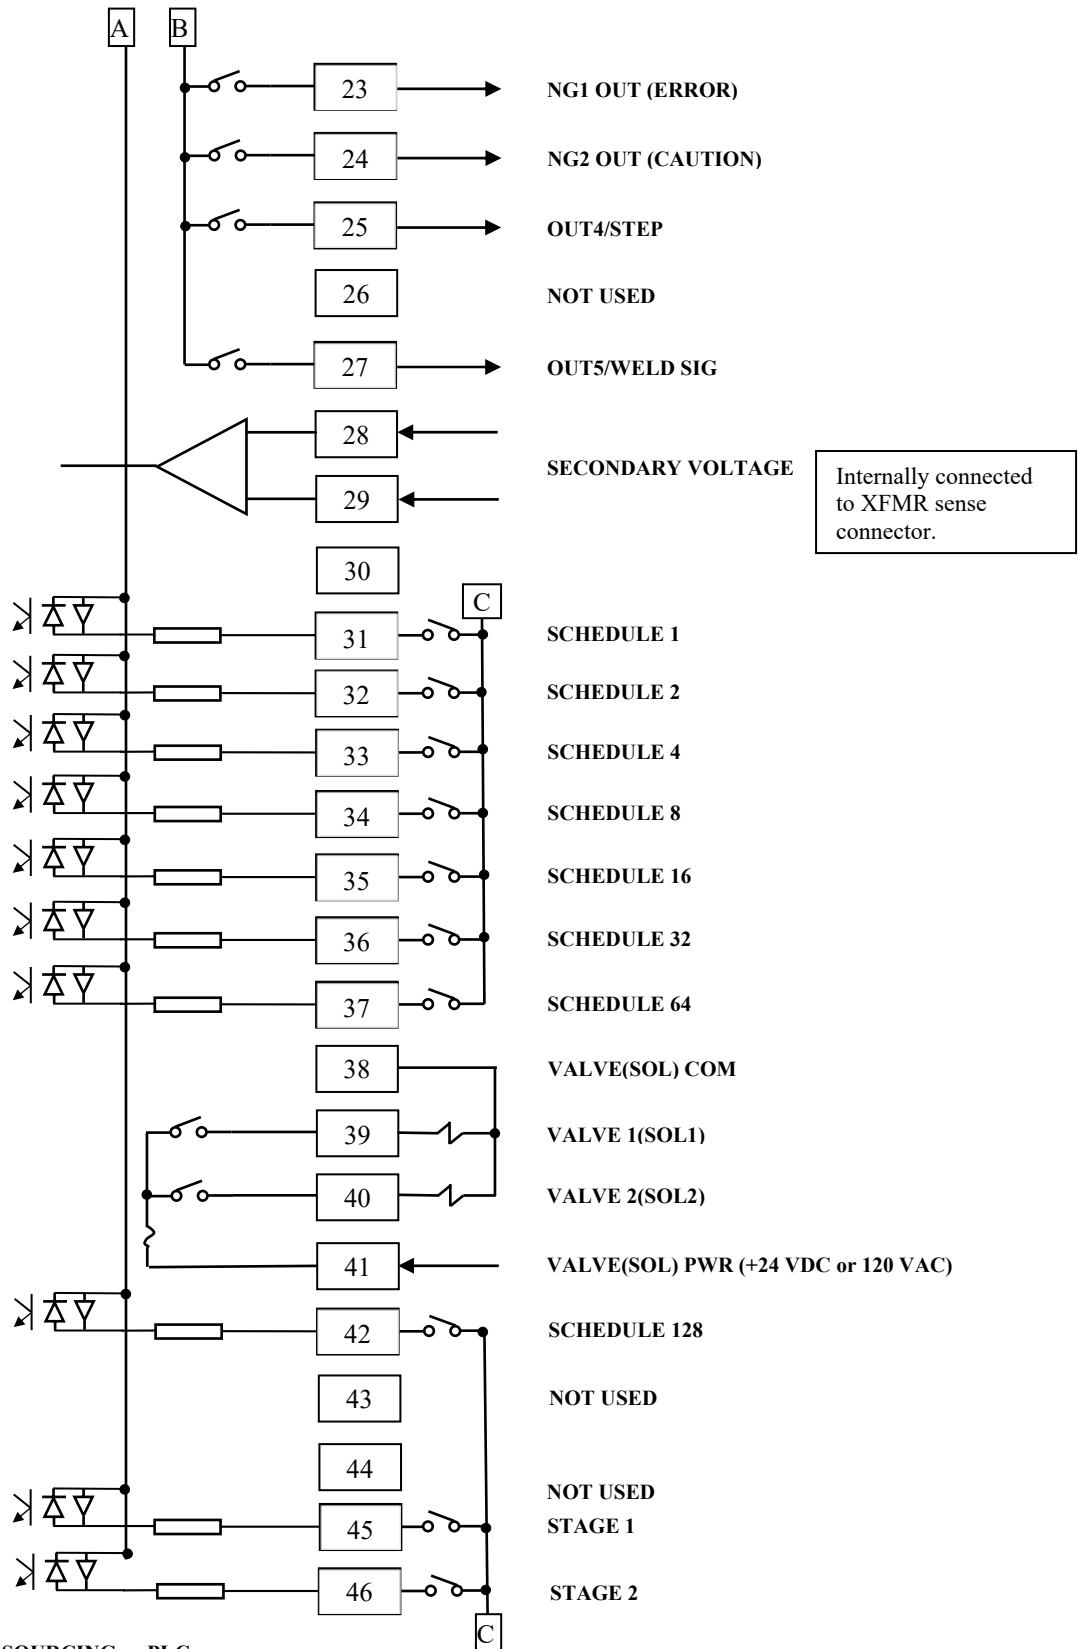 A B
23 NG1 OUT (ERROR)
24 NG2 OUT (CAUTION)
25 OUT4/STEP
26 NOT USED
27 OUT5/WELD SIG
28
SECONDARY VOLTAGE
29
Internally connected
to XFMR sense
connector.
30
C
31 SCHEDULE 1
32 SCHEDULE 2
33 SCHEDULE 4
34 SCHEDULE 8
35 SCHEDULE 16
36 SCHEDULE 32
37 SCHEDULE 64
38 VALVE(SOL) COM
39 VALVE 1(SOL1)
40 VALVE 2(SOL2)
41 VALVE(SOL) PWR (+24 VDC or 120 VAC)
42 SCHEDULE 128
43 NOT USED
44
NOT USED
45 STAGE 1
46 STAGE 2
C